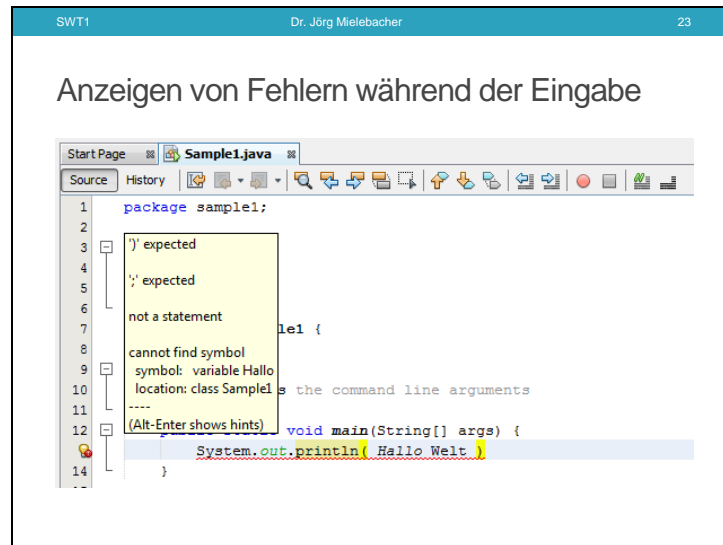 SWT1 Dr. Jörg Mielebacher 23
Anzeigen von Fehlern während der Eingabe
Start Page Sample1.java
Source History
1 package sample1;
2
3 ')' expected
4
5 ';' expected
6
not a statement
7 le1 {
8
cannot find symbol
9 symbol: variable Hallo
10 location: class Sample1 s the command line arguments
11 ----
(Alt-Enter shows hints)
12 void main(String[] args) {
System.out.println( Hallo Welt )
14 }